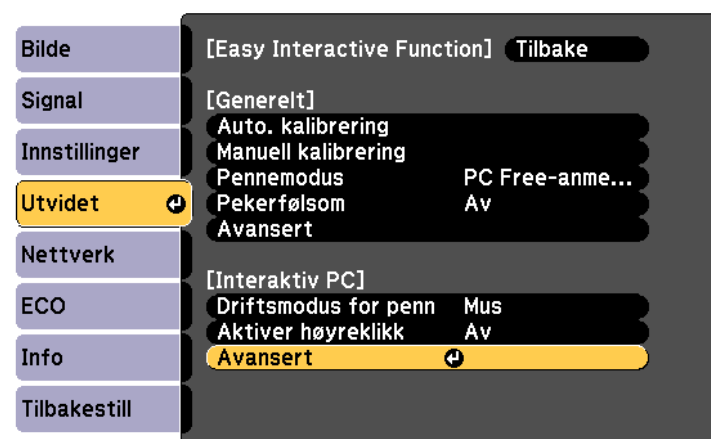 Bilde
Signal
Innstillinger
Utvidet
Nettverk
ECO
Info
Tilbakestill
[Easy Interactive Function] Tilbake
[Generelt]
Auto. kalibrering
Manuell kalibrering
Pennemodus PC Free-anme...
Pekerfølsom Av
Avansert
[Interaktiv PC]
Driftsmodus for penn Mus
Aktiver høyreklikk Av
Avansert